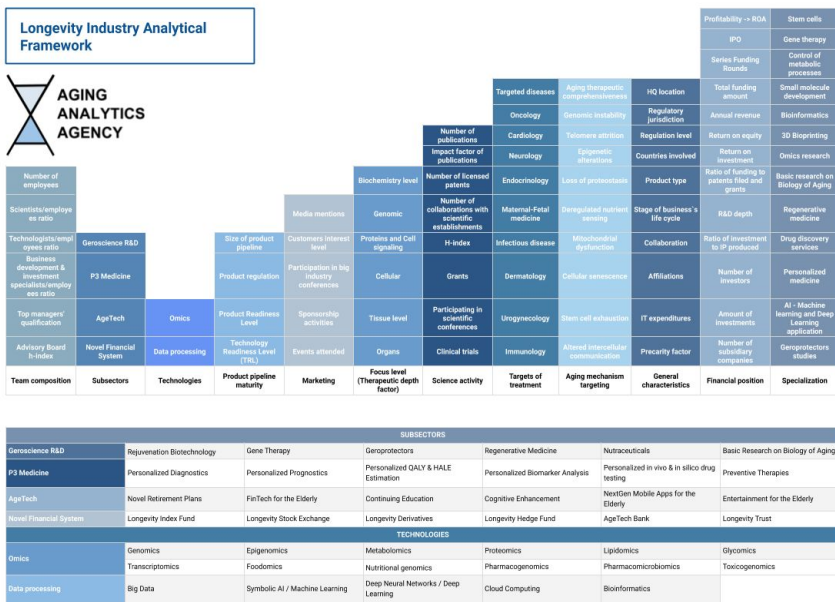 Longevity Industry Analytical
Framework
AGING
ANALYTICS
AGENCY
Number of
employees
Scientists/employe
es ratio
Technologists/empl
oyees ratio
Business
development &
investment
specialists/employ
ees ratio
Top managers'
qualification
Advisory Board
h-index
Team composition
Geroscience R&D
P3 Medicine
AgeTech
Novel Financial
System
Subsectors
Omics
Data processing
Technologies
Size of product
pipeline
Product regulation
Product Readiness
Level
Technology
Readiness Level
(TRL)
Product pipeline
maturity
Media mentions
Customers interest
level
Participation in big
industry
conferences
Sponsorship
activities
Events attended
Marketing
Biochemistry level
Genomic
Proteins and Cell
signaling
Cellular
Tissue level
Organs
Focus level
(Therapeutic depth
factor)
Number of
publications
Impact factor of
publications
Number of licensed
patents
Number of
collaborations with
scientific
establishments
H-index
Grants
Participating in
scientific
conferences
Clinical trials
Science activity
Targeted diseases
Oncology
Cardiology
Neurology
Endocrinology
Maternal-Fetal
medicine
Infectious disease
Dermatology
Urogynecology
Immunology
Targets of
treatment
Aging therapeutic
comprehensiveness
Genomic instability
Telomere attrition
Epigenetic
alterations
Loss of proteostasis
Deregulated nutrient
sensing
Mitochondrial
dysfunction
Cellular senescence
Stem cell exhaustion
Altered intercellular
communication
Aging mechanism
targeting
HQ location
Regulatory
jurisdiction
Regulation level
Countries involved
Product type
Stage of business`s
life cycle
Collaboration
Affiliations
IT expenditures
Precarity factor
General
characteristics
Profitability -> ROA
IPO
Series Funding
Rounds
Total funding
amount
Annual revenue
Return on equity
Return on
investment
Ratio of funding to
patents filed and
grants
R&D depth
Ratio of investment
to IP produced
Number of
investors
Amount of
investments
Number of
subsidiary
companies
Financial position
Stem cells
Gene therapy
Control of
metabolic
processes
Small molecule
development
Bioinformatics
3D Bioprinting
Omics research
Basic research on
Biology of Aging
Regenerative
medicine
Drug discovery
services
Personalized
medicine
AI - Machine
learning and Deep
Learning
application
Geroprotectors
studies
Specialization
SUBSECTORS
Geroscience R&D Rejuvenation Biotechnology Gene Therapy Geroprotectors Regenerative Medicine Nutraceuticals Basic Research on Biology of Aging
P3 Medicine Personalized Diagnostics Personalized Prognostics Personalized QALY & HALE Estimation Personalized Biomarker Analysis Personalized in vivo & in silico drug testing Preventive Therapies
AgeTech Novel Retirement Plans FinTech for the Elderly Continuing Education Cognitive Enhancement NextGen Mobile Apps for the Elderly Entertainment for the Elderly
Novel Financial System Longevity Index Fund Longevity Stock Exchange Longevity Derivatives Longevity Hedge Fund AgeTech Bank Longevity Trust
TECHNOLOGIES
Omics Genomics Epigenomics Metabolomics Proteomics Lipidomics Glycomics
Transcriptomics Foodomics Nutritional genomics Pharmacogenomics Pharmacomicrobiomics Toxicogenomics
Data processing Big Data Symbolic AI / Machine Learning Deep Neural Networks / Deep Learning Cloud Computing Bioinformatics